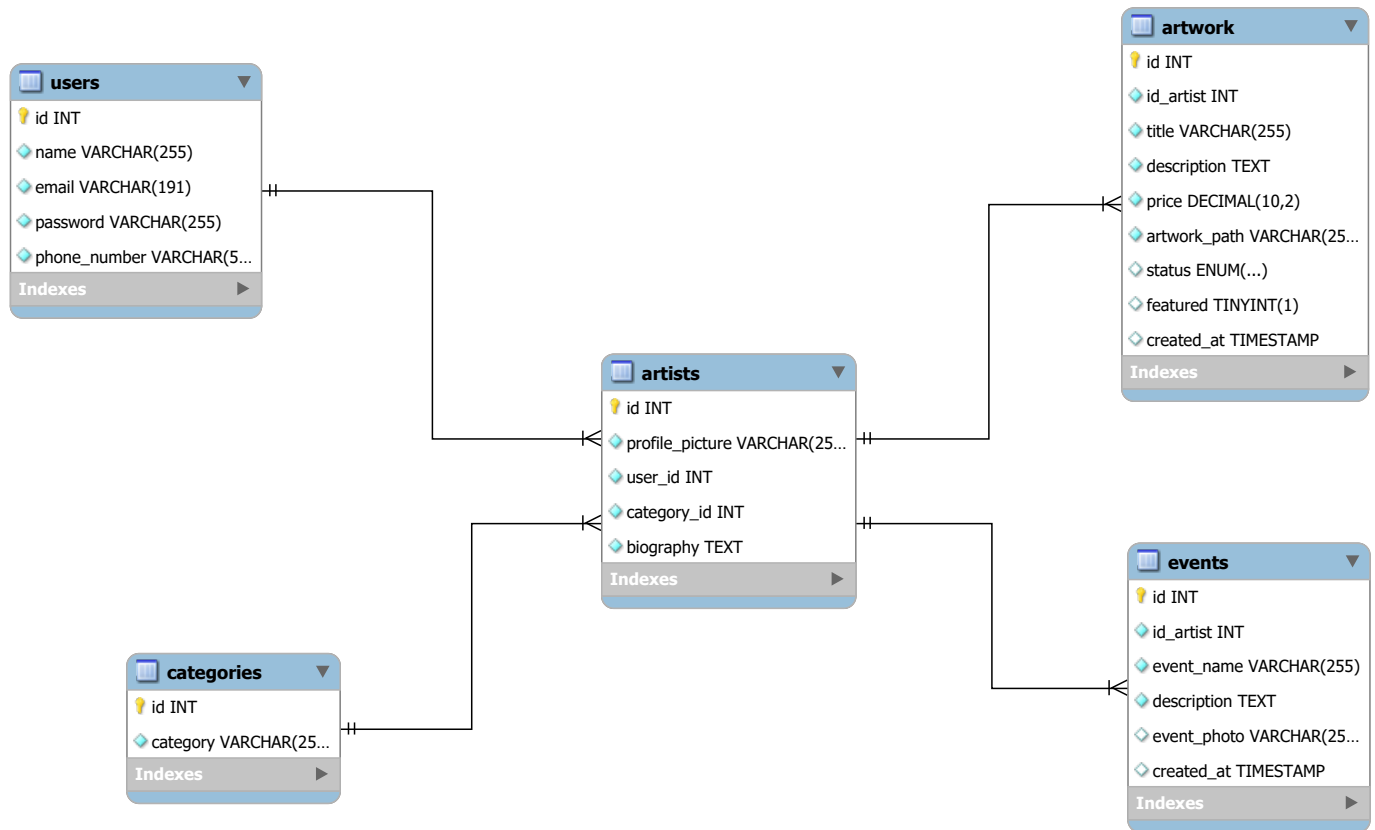 users
id INT
name VARCHAR(255)
email VARCHAR(191)
password VARCHAR(255)
phone_number VARCHAR(5...
Indexes
artwork
id INT
id_artist INT
title VARCHAR(255)
description TEXT
price DECIMAL(10,2)
artwork_path VARCHAR(25...
status ENUM(...)
featured TINYINT(1)
created_at TIMESTAMP
Indexes
artists
id INT
profile_picture VARCHAR(25...
user_id INT
category_id INT
biography TEXT
Indexes
categories
id INT
category VARCHAR(25...
Indexes
events
id INT
id_artist INT
event_name VARCHAR(255)
description TEXT
event_photo VARCHAR(25...
created_at TIMESTAMP
Indexes